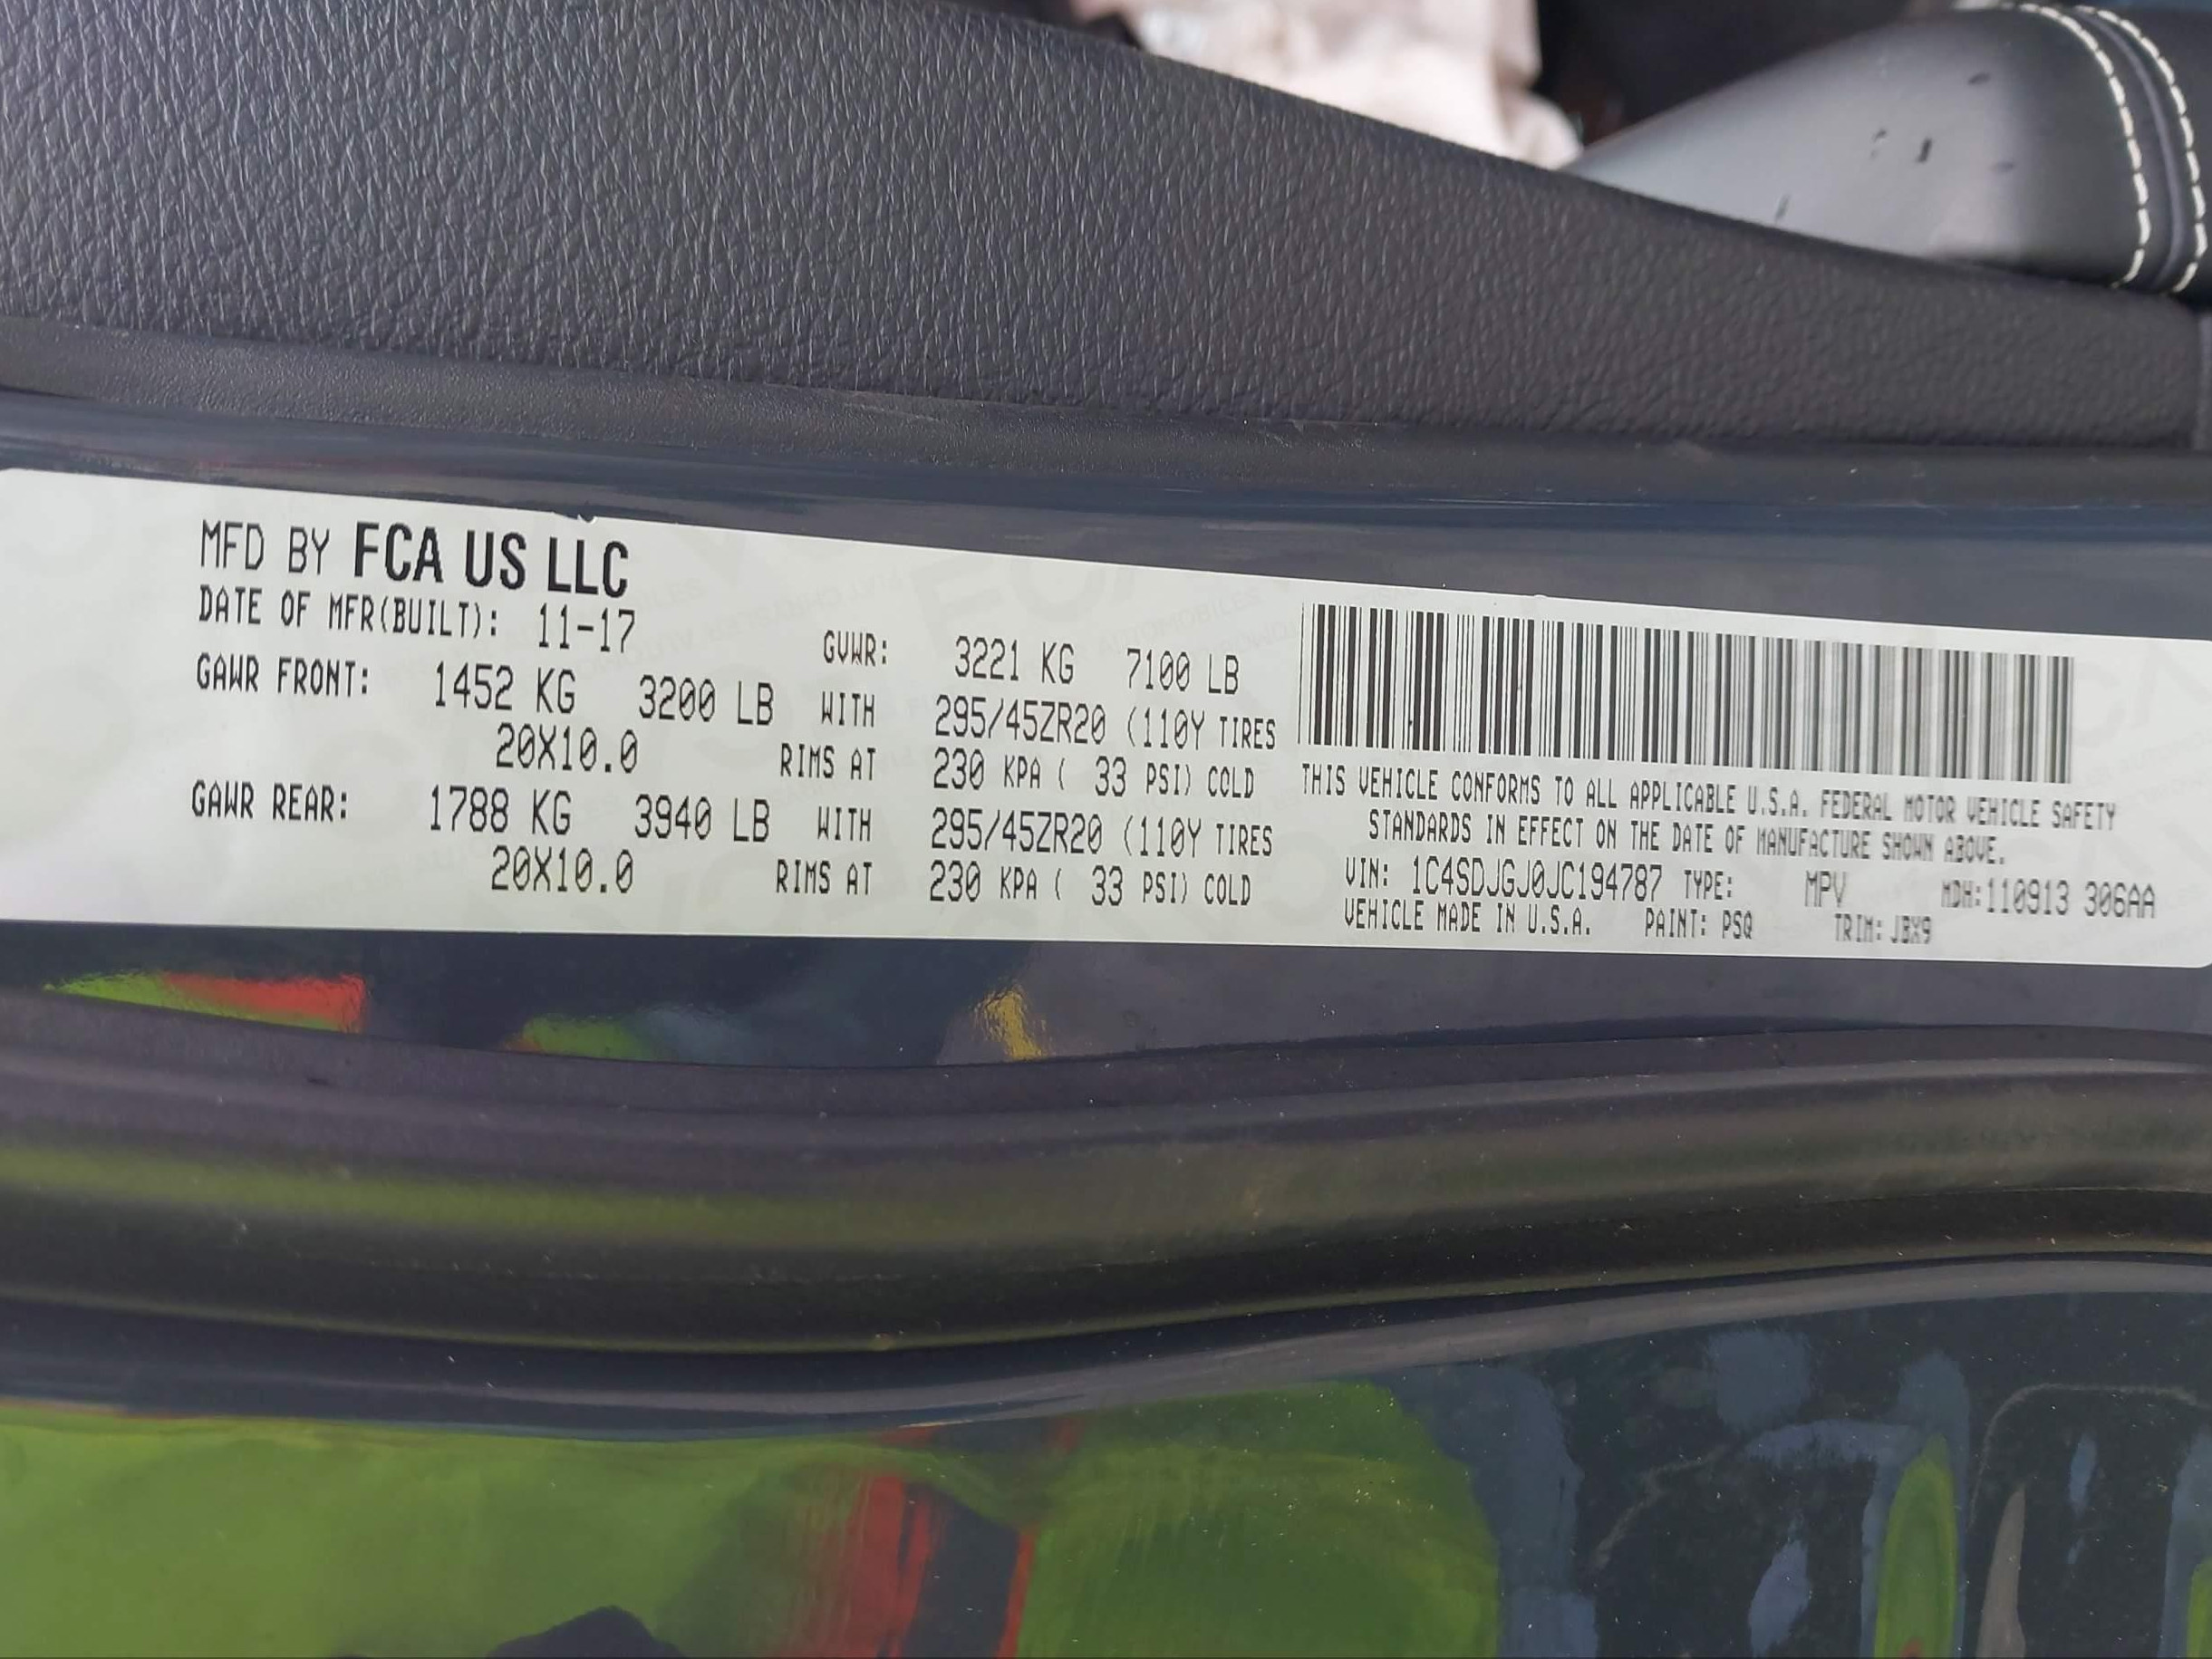 MFD BY FCA US LLC
DATE OF MFR(BUILT): 11-17 GVWR: 3221 KG 7100 LB
GAWR FRONT: 1452 KG 3200 LB WITH 295/45ZR20 (110Y TIRES
20X10.0 RIMS AT 230 KPA ( 33 PSI) COLD
GAWR REAR: 1788 KG 3940 LB WITH 295/45ZR20 (110Y TIRES
20X10.0 RIMS AT 230 KPA ( 33 PSI) COLD
THIS VEHICLE CONFORMS TO ALL APPLICABLE U.S.A. FEDERAL MOTOR VEHICLE SAFETY
STANDARDS IN EFFECT ON THE DATE OF MANUFACTURE SHOWN ABOVE.
VIN: 1C4SDJGJ0JC194787 TYPE: MPV MDH:110913 306AA
VEHICLE MADE IN U.S.A. PAINT: PSQ TRIM: JBX9